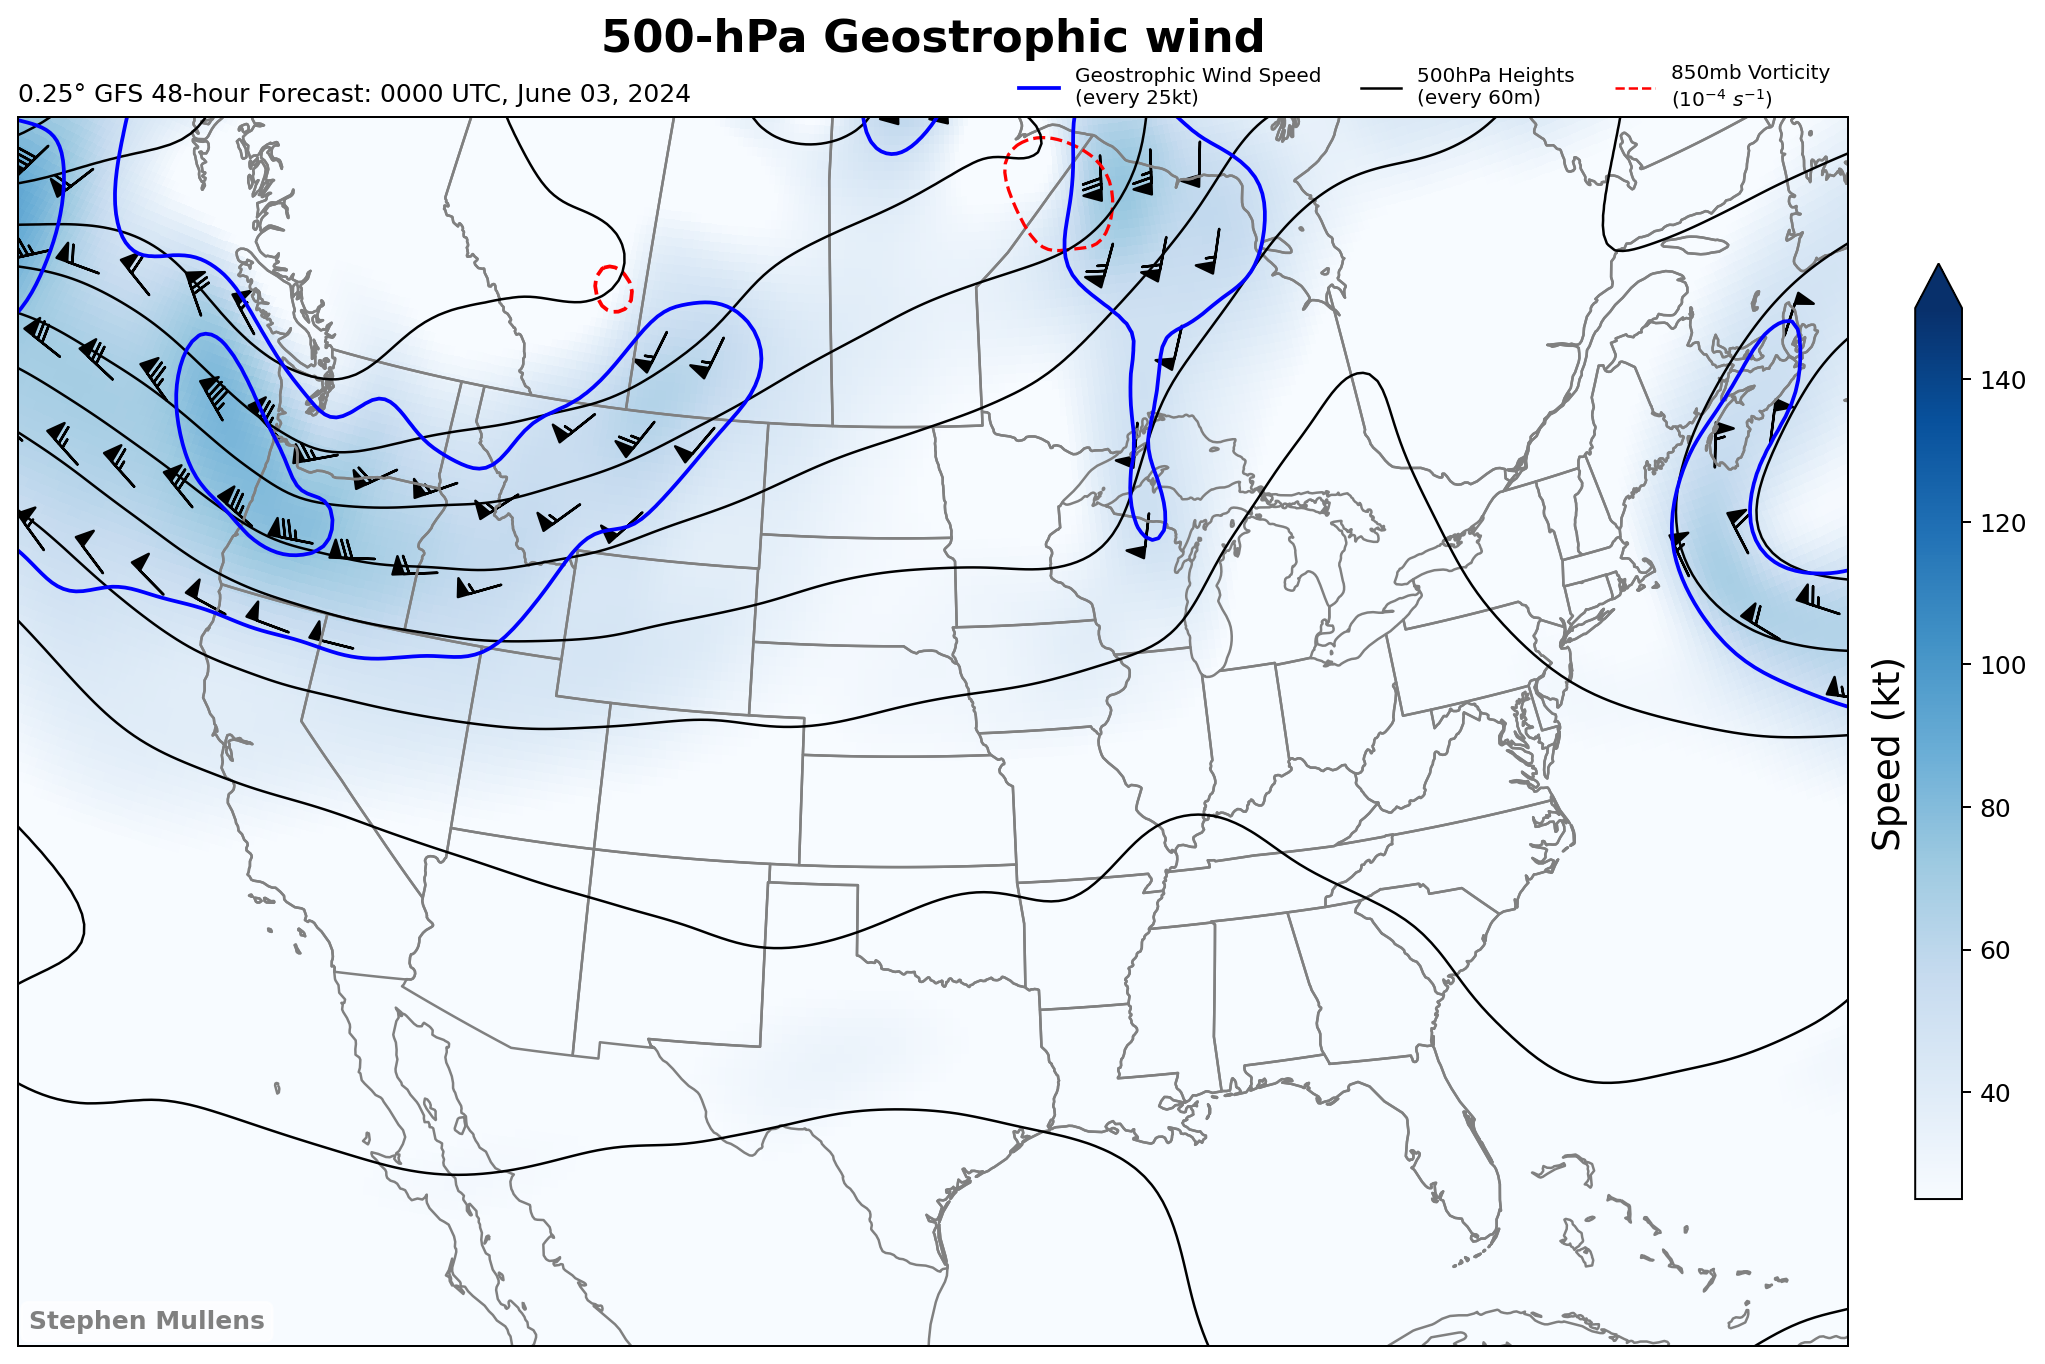 500-hPa Geostrophic wind
0.25° GFS 48-hour Forecast: 0000 UTC, June 03, 2024
Geostrophic Wind Speed
(every 25kt)
500hPa Heights
(every 60m)
850mb Vorticity
(10⁻⁴ s⁻¹)
140
120
100
80
60
40
Speed (kt)
Stephen Mullens